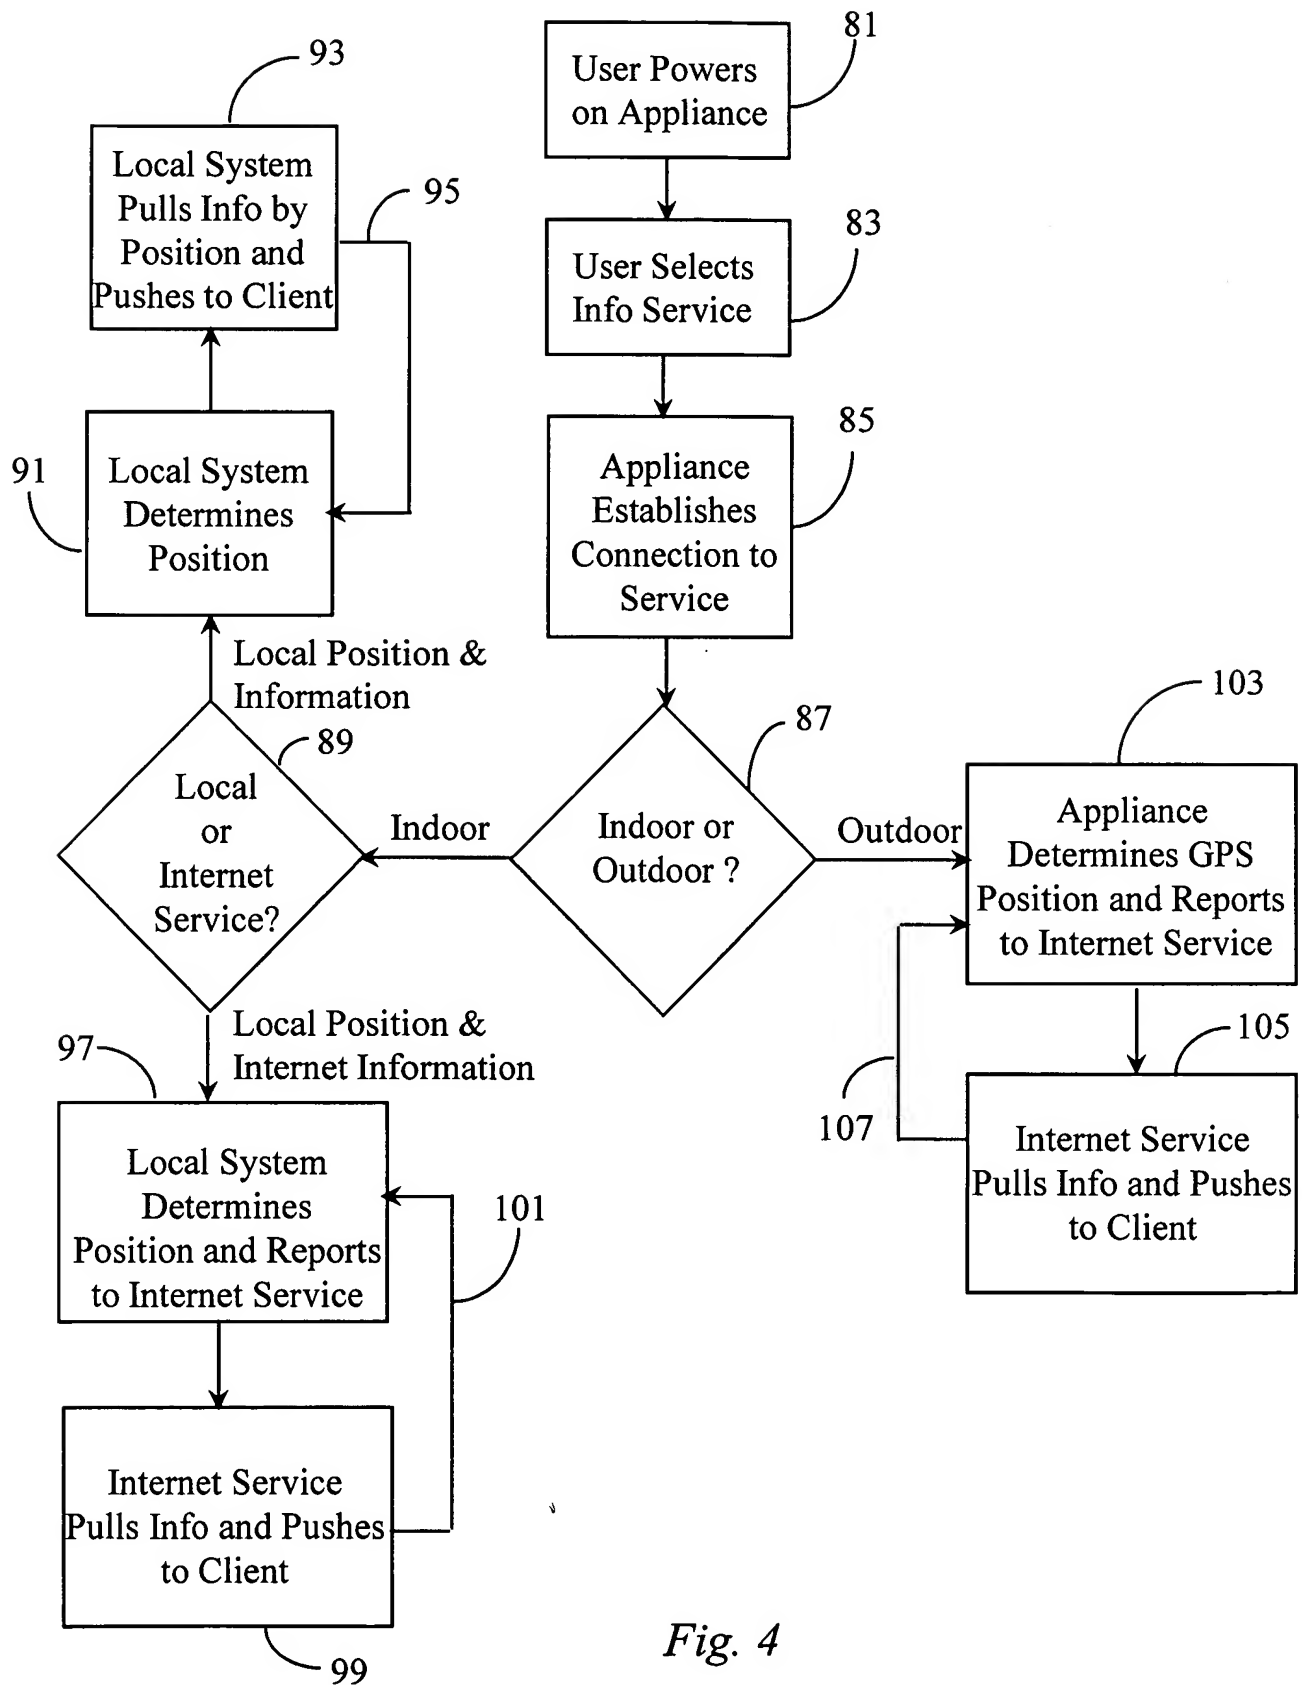 81
User Powers
on Appliance
83
User Selects
Info Service
85
Appliance
Establishes
Connection to
Service
87
Indoor or
Outdoor ?
Indoor
Outdoor
89
Local
or
Internet
Service?
Local Position &
Information
91
Local System
Determines
Position
93
Local System
Pulls Info by
Position and
Pushes to Client
95
Local Position &
Internet Information
97
Local System
Determines
Position and Reports
to Internet Service
101
Internet Service
Pulls Info and Pushes
to Client
99
103
Appliance
Determines GPS
Position and Reports
to Internet Service
105
Internet Service
Pulls Info and Pushes
to Client
107
Fig. 4